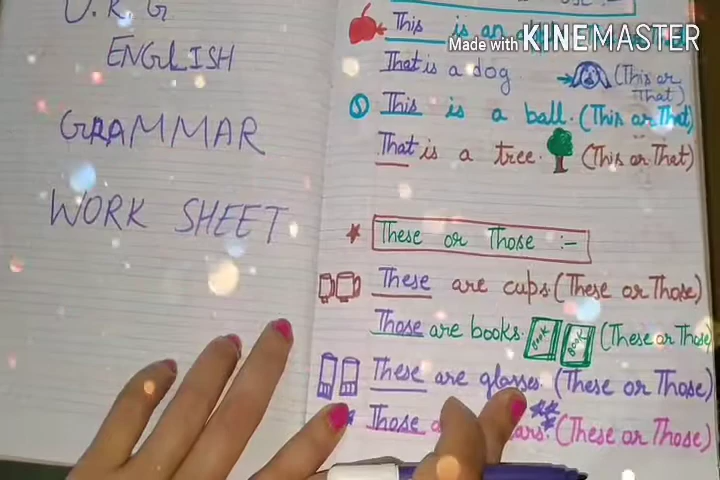 U.K.G
ENGLISH
GRAMMAR
WORK SHEET
This is an
Made with KINEMASTER
That is a dog (This or That)
This is a ball. (This or That)
That is a tree. (This or That)
These or Those :-
These are cups. (These or Those)
Those are books. BOOK BOOK (These or Those)
These are glasses. (These or Those)
Those (These or Those)